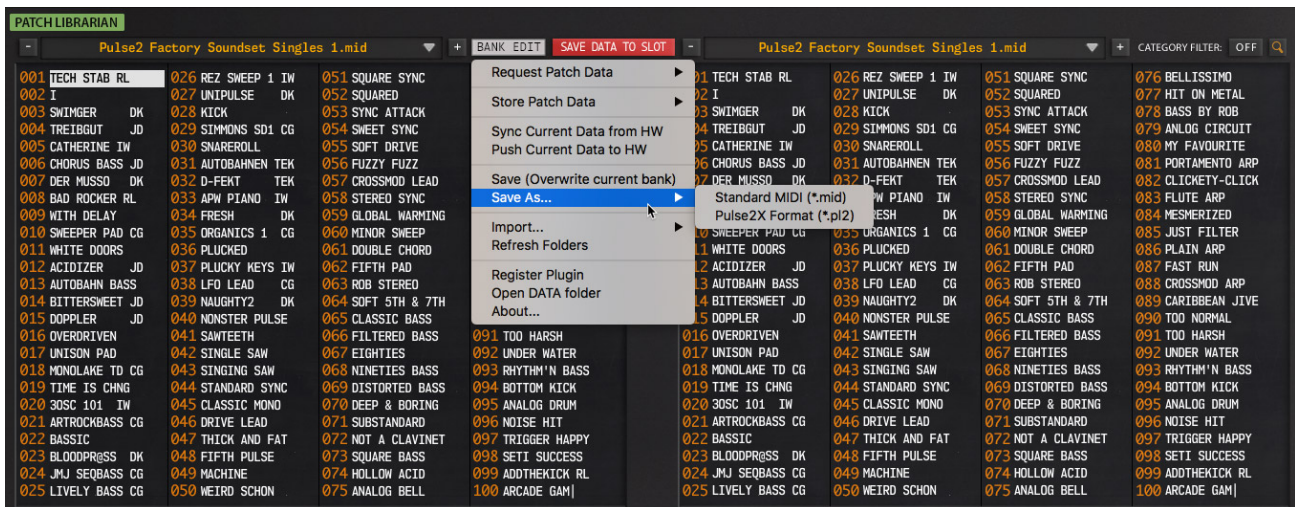 PATCH LIBRARIAN
- Pulse2 Factory Soundset Singles 1.mid +
BANK EDIT
SAVE DATA TO SLOT
- Pulse2 Factory Soundset Singles 1.mid +
CATEGORY FILTER: OFF
001 TECH STAB RL
002 I
003 SWIMGER DK
004 TREIBGUT JD
005 CATHERINE IW
006 CHORUS BASS JD
007 DER MUSSO DK
008 BAD ROCKER RL
009 WITH DELAY
010 SWEEPER PAD CG
011 WHITE DOORS
012 ACIDIZER JD
013 AUTOBAHN BASS
014 BITTERSWEET JD
015 DOPPLER JD
016 OVERDRIVEN
017 UNISON PAD
018 MONOLAKE TD CG
019 TIME IS CHNG
020 3OSC 101 IW
021 ARTROCKBASS CG
022 BASSIC
023 BLOODPR@SS DK
024 JMJ SEQBASS CG
025 LIVELY BASS CG
026 REZ SWEEP 1 IW
027 UNIPULSE DK
028 KICK
029 SIMMONS SD1 CG
030 SNAREROLL
031 AUTOBAHNEN TEK
032 D-FEKT TEK
033 APW PIANO IW
034 FRESH DK
035 ORGANICS 1 CG
036 PLUCKED
037 PLUCKY KEYS IW
038 LFO LEAD CG
039 NAUGHTY2 DK
040 NONSTER PULSE
041 SAWTEETH
042 SINGLE SAW
043 SINGING SAW
044 STANDARD SYNC
045 CLASSIC MONO
046 DRIVE LEAD
047 THICK AND FAT
048 FIFTH PULSE
049 MACHINE
050 WEIRD SCHON
051 SQUARE SYNC
052 SQUARED
053 SYNC ATTACK
054 SWEET SYNC
055 SOFT DRIVE
056 FUZZY FUZZ
057 CROSSMOD LEAD
058 STEREO SYNC
059 GLOBAL WARMING
060 MINOR SWEEP
061 DOUBLE CHORD
062 FIFTH PAD
063 ROB STEREO
064 SOFT 5TH & 7TH
065 CLASSIC BASS
066 FILTERED BASS
067 EIGHTIES
068 NINETIES BASS
069 DISTORTED BASS
070 DEEP & BORING
071 SUBSTANDARD
072 NOT A CLAVINET
073 SQUARE BASS
074 HOLLOW ACID
075 ANALOG BELL
Request Patch Data
Store Patch Data
Sync Current Data from HW
Push Current Data to HW
Save (Overwrite current bank)
Save As...
Import...
Refresh Folders
Register Plugin
Open DATA folder
About...
Standard MIDI (*.mid)
Pulse2X Format (*.pl2)
091 TOO HARSH
092 UNDER WATER
093 RHYTHM'N BASS
094 BOTTOM KICK
095 ANALOG DRUM
096 NOISE HIT
097 TRIGGER HAPPY
098 SETI SUCCESS
099 ADDTHEKICK RL
100 ARCADE GAM|
TECH STAB RL
I
SWIMGER DK
TREIBGUT JD
CATHERINE IW
CHORUS BASS JD
DER MUSSO DK
SWEEPER PAD CG
WHITE DOORS
ACIDIZER JD
AUTOBAHN BASS
BITTERSWEET JD
DOPPLER JD
016 OVERDRIVEN
017 UNISON PAD
018 MONOLAKE TD CG
019 TIME IS CHNG
020 3OSC 101 IW
021 ARTROCKBASS CG
022 BASSIC
023 BLOODPR@SS DK
024 JMJ SEQBASS CG
025 LIVELY BASS CG
026 REZ SWEEP 1 IW
027 UNIPULSE DK
028 KICK
029 SIMMONS SD1 CG
030 SNAREROLL
031 AUTOBAHNEN TEK
032 D-FEKT TEK
PIANO IW
DK
035 ORGANICS 1 CG
036 PLUCKED
037 PLUCKY KEYS IW
038 LFO LEAD CG
039 NAUGHTY2 DK
040 NONSTER PULSE
041 SAWTEETH
042 SINGLE SAW
043 SINGING SAW
044 STANDARD SYNC
045 CLASSIC MONO
046 DRIVE LEAD
047 THICK AND FAT
048 FIFTH PULSE
049 MACHINE
050 WEIRD SCHON
051 SQUARE SYNC
052 SQUARED
053 SYNC ATTACK
054 SWEET SYNC
055 SOFT DRIVE
056 FUZZY FUZZ
057 CROSSMOD LEAD
058 STEREO SYNC
059 GLOBAL WARMING
060 MINOR SWEEP
061 DOUBLE CHORD
062 FIFTH PAD
063 ROB STEREO
064 SOFT 5TH & 7TH
065 CLASSIC BASS
066 FILTERED BASS
067 EIGHTIES
068 NINETIES BASS
069 DISTORTED BASS
070 DEEP & BORING
071 SUBSTANDARD
072 NOT A CLAVINET
073 SQUARE BASS
074 HOLLOW ACID
075 ANALOG BELL
076 BELLISSIMO
077 HIT ON METAL
078 BASS BY ROB
079 ANLOG CIRCUIT
080 MY FAVOURITE
081 PORTAMENTO ARP
082 CLICKETY-CLICK
083 FLUTE ARP
084 MESMERIZED
085 JUST FILTER
086 PLAIN ARP
087 FAST RUN
088 CROSSMOD ARP
089 CARIBBEAN JIVE
090 TOO NORMAL
091 TOO HARSH
092 UNDER WATER
093 RHYTHM'N BASS
094 BOTTOM KICK
095 ANALOG DRUM
096 NOISE HIT
097 TRIGGER HAPPY
098 SETI SUCCESS
099 ADDTHEKICK RL
100 ARCADE GAM|